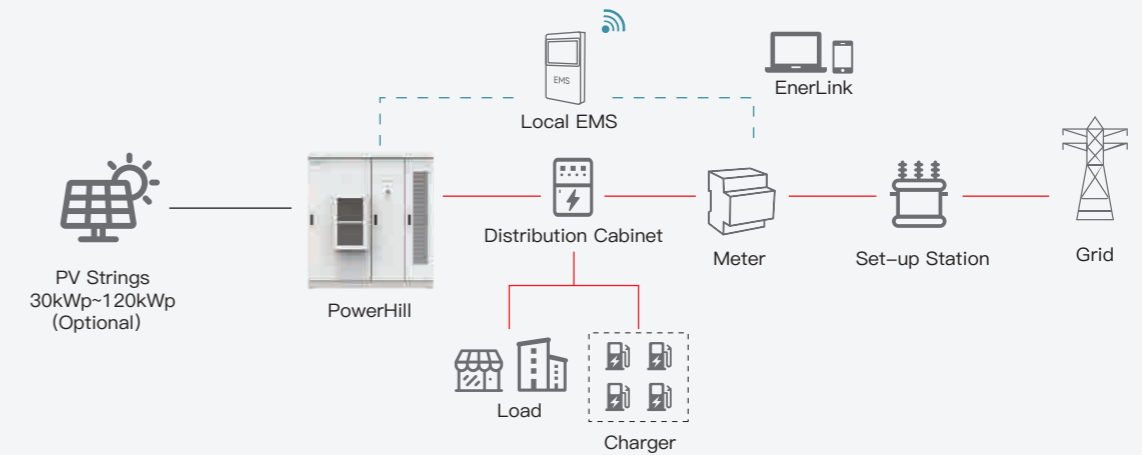 EMS
EnerLink
Local EMS
Distribution Cabinet
Meter
Set-up Station
Grid
PV Strings
30kWp~120kWp
(Optional)
PowerHill
Load
Charger